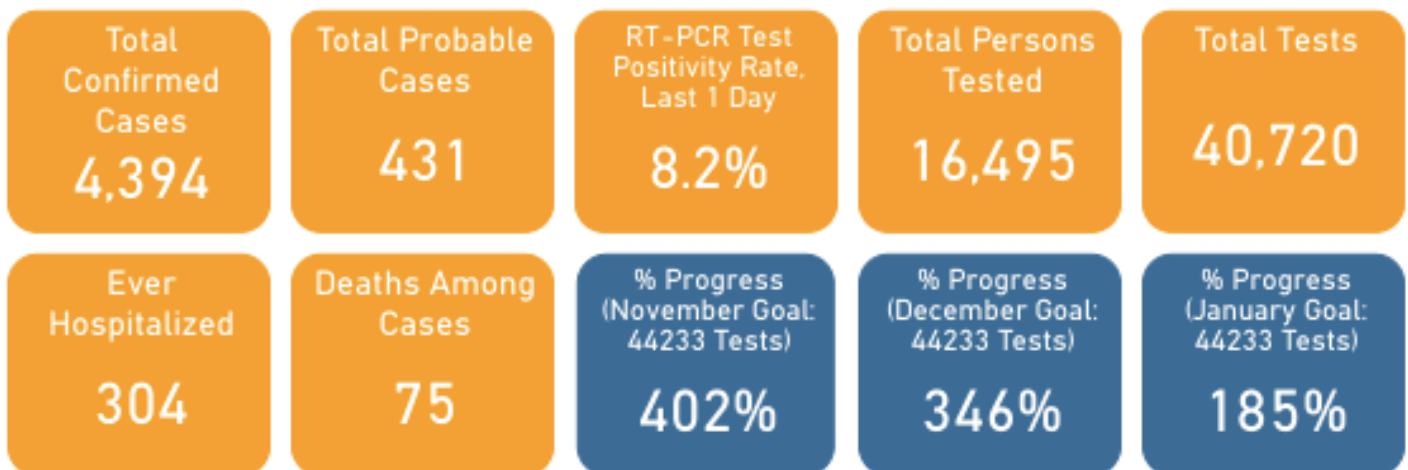 Total
Confirmed
Cases
4,394
Total Probable
Cases
431
RT-PCR Test
Positivity Rate,
Last 1 Day
8.2%
Total Persons
Tested
16,495
Total Tests
40,720
Ever
Hospitalized
304
Deaths Among
Cases
75
% Progress
(November Goal:
44233 Tests)
402%
% Progress
(December Goal:
44233 Tests)
346%
% Progress
(January Goal:
44233 Tests)
185%